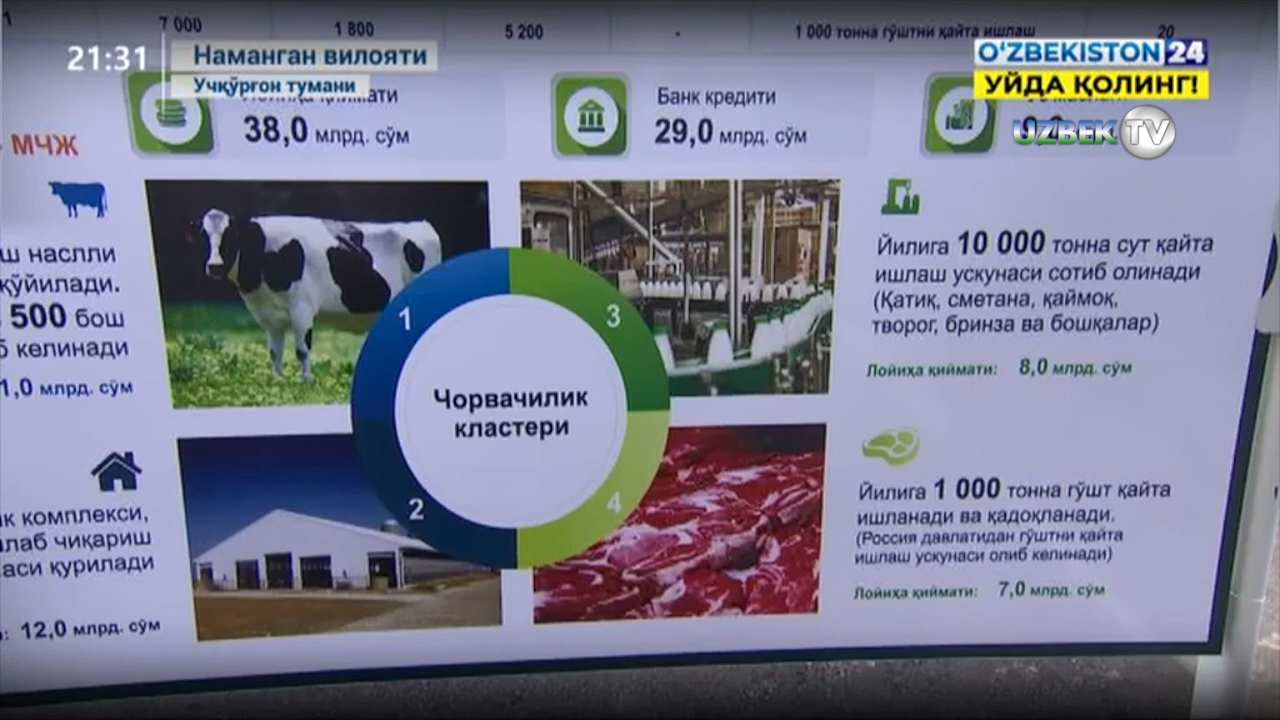 7 000
1 800
5 200
-
1 000 тонна гўштни қайта ишлаш
20
21:31
Наманган вилояти
Учқўрғон тумани
O‘ZBEKISTON 24
УЙДА ҚОЛИНГ!
UZBEK TV
қиймати
38,0 млрд. сўм
Банк кредити
29,0 млрд. сўм
МЧЖ
ш наслли
қўйилади.
500 бош
б келинади
1,0 млрд. сўм
Йилига 10 000 тонна сут қайта
ишлаш ускунаси сотиб олинади
(Қатиқ, сметана, қаймоқ,
творог, бринза ва бошқалар)
Лойиҳа қиймати: 8,0 млрд. сўм
1
3
Чорвачилик
кластери
2
4
к комплекси,
лаб чиқариш
аси қурилади
12,0 млрд. сўм
Йилига 1 000 тонна гўшт қайта
ишланади ва қадоқланади.
(Россия давлатидан гўштни қайта
ишлаш ускунаси олиб келинади)
Лойиҳа қиймати: 7,0 млрд. сўм